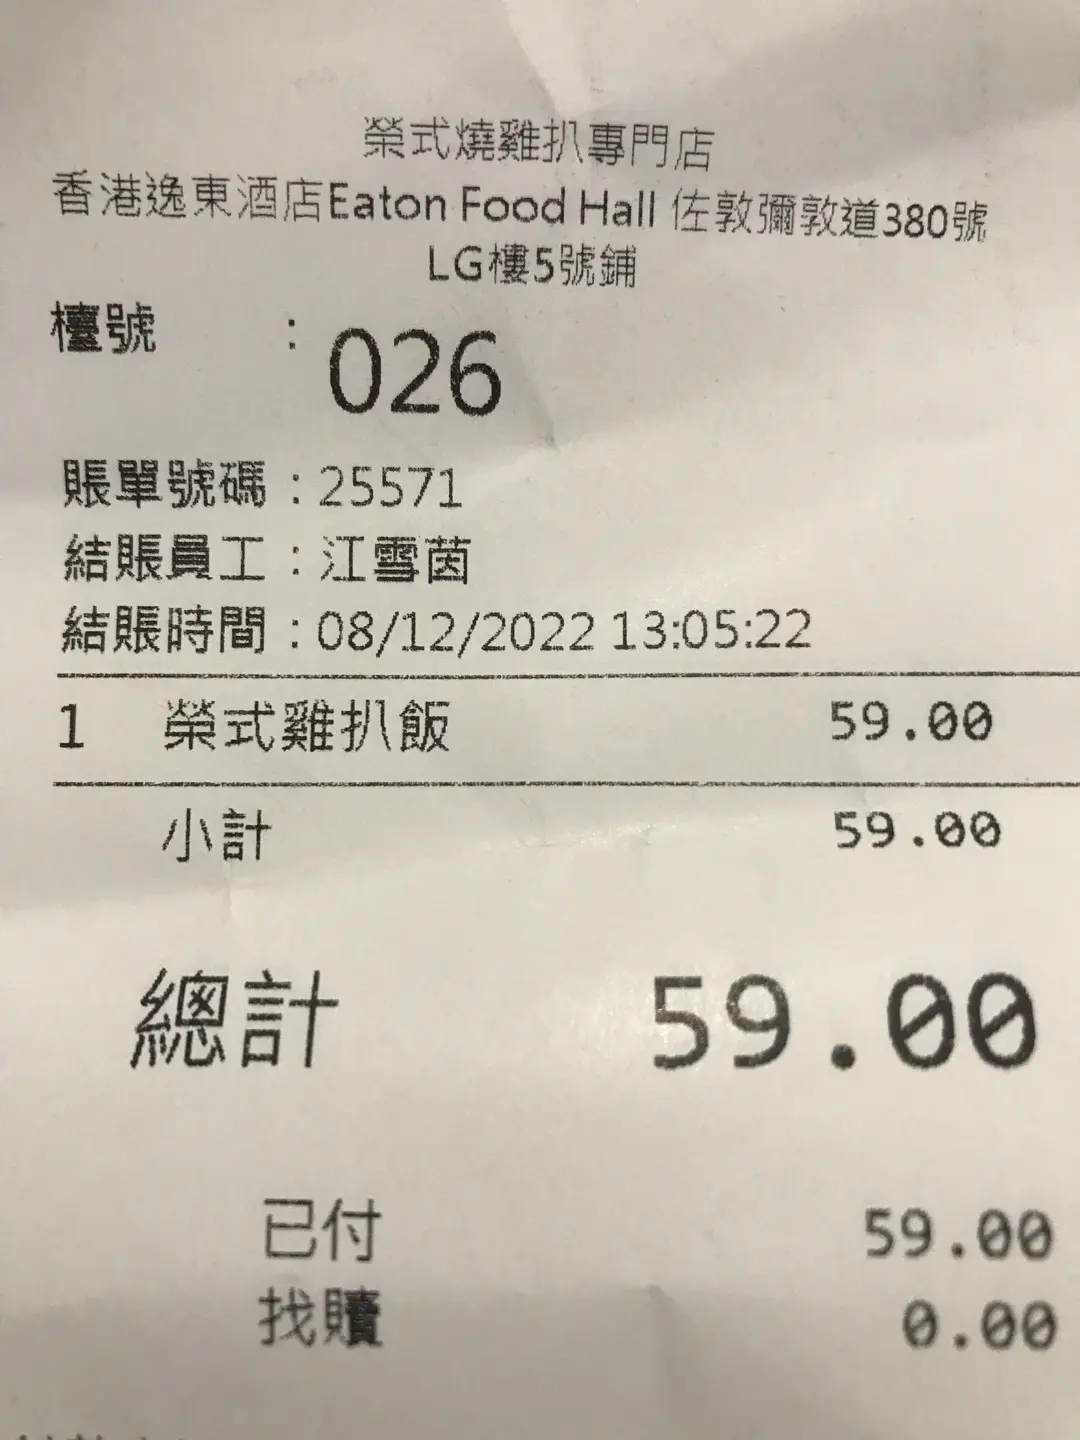 榮式燒雞扒專門店
香港逸東酒店Eaton Food Hall 佐敦彌敦道380號
LG樓5號鋪
檯號 : 026
賬單號碼 : 25571
結賬員工 : 江雪茵
結賬時間 : 08/12/2022 13:05:22
1 榮式雞扒飯 59.00
小計 59.00
總計 59.00
已付 59.00
找贖 0.00